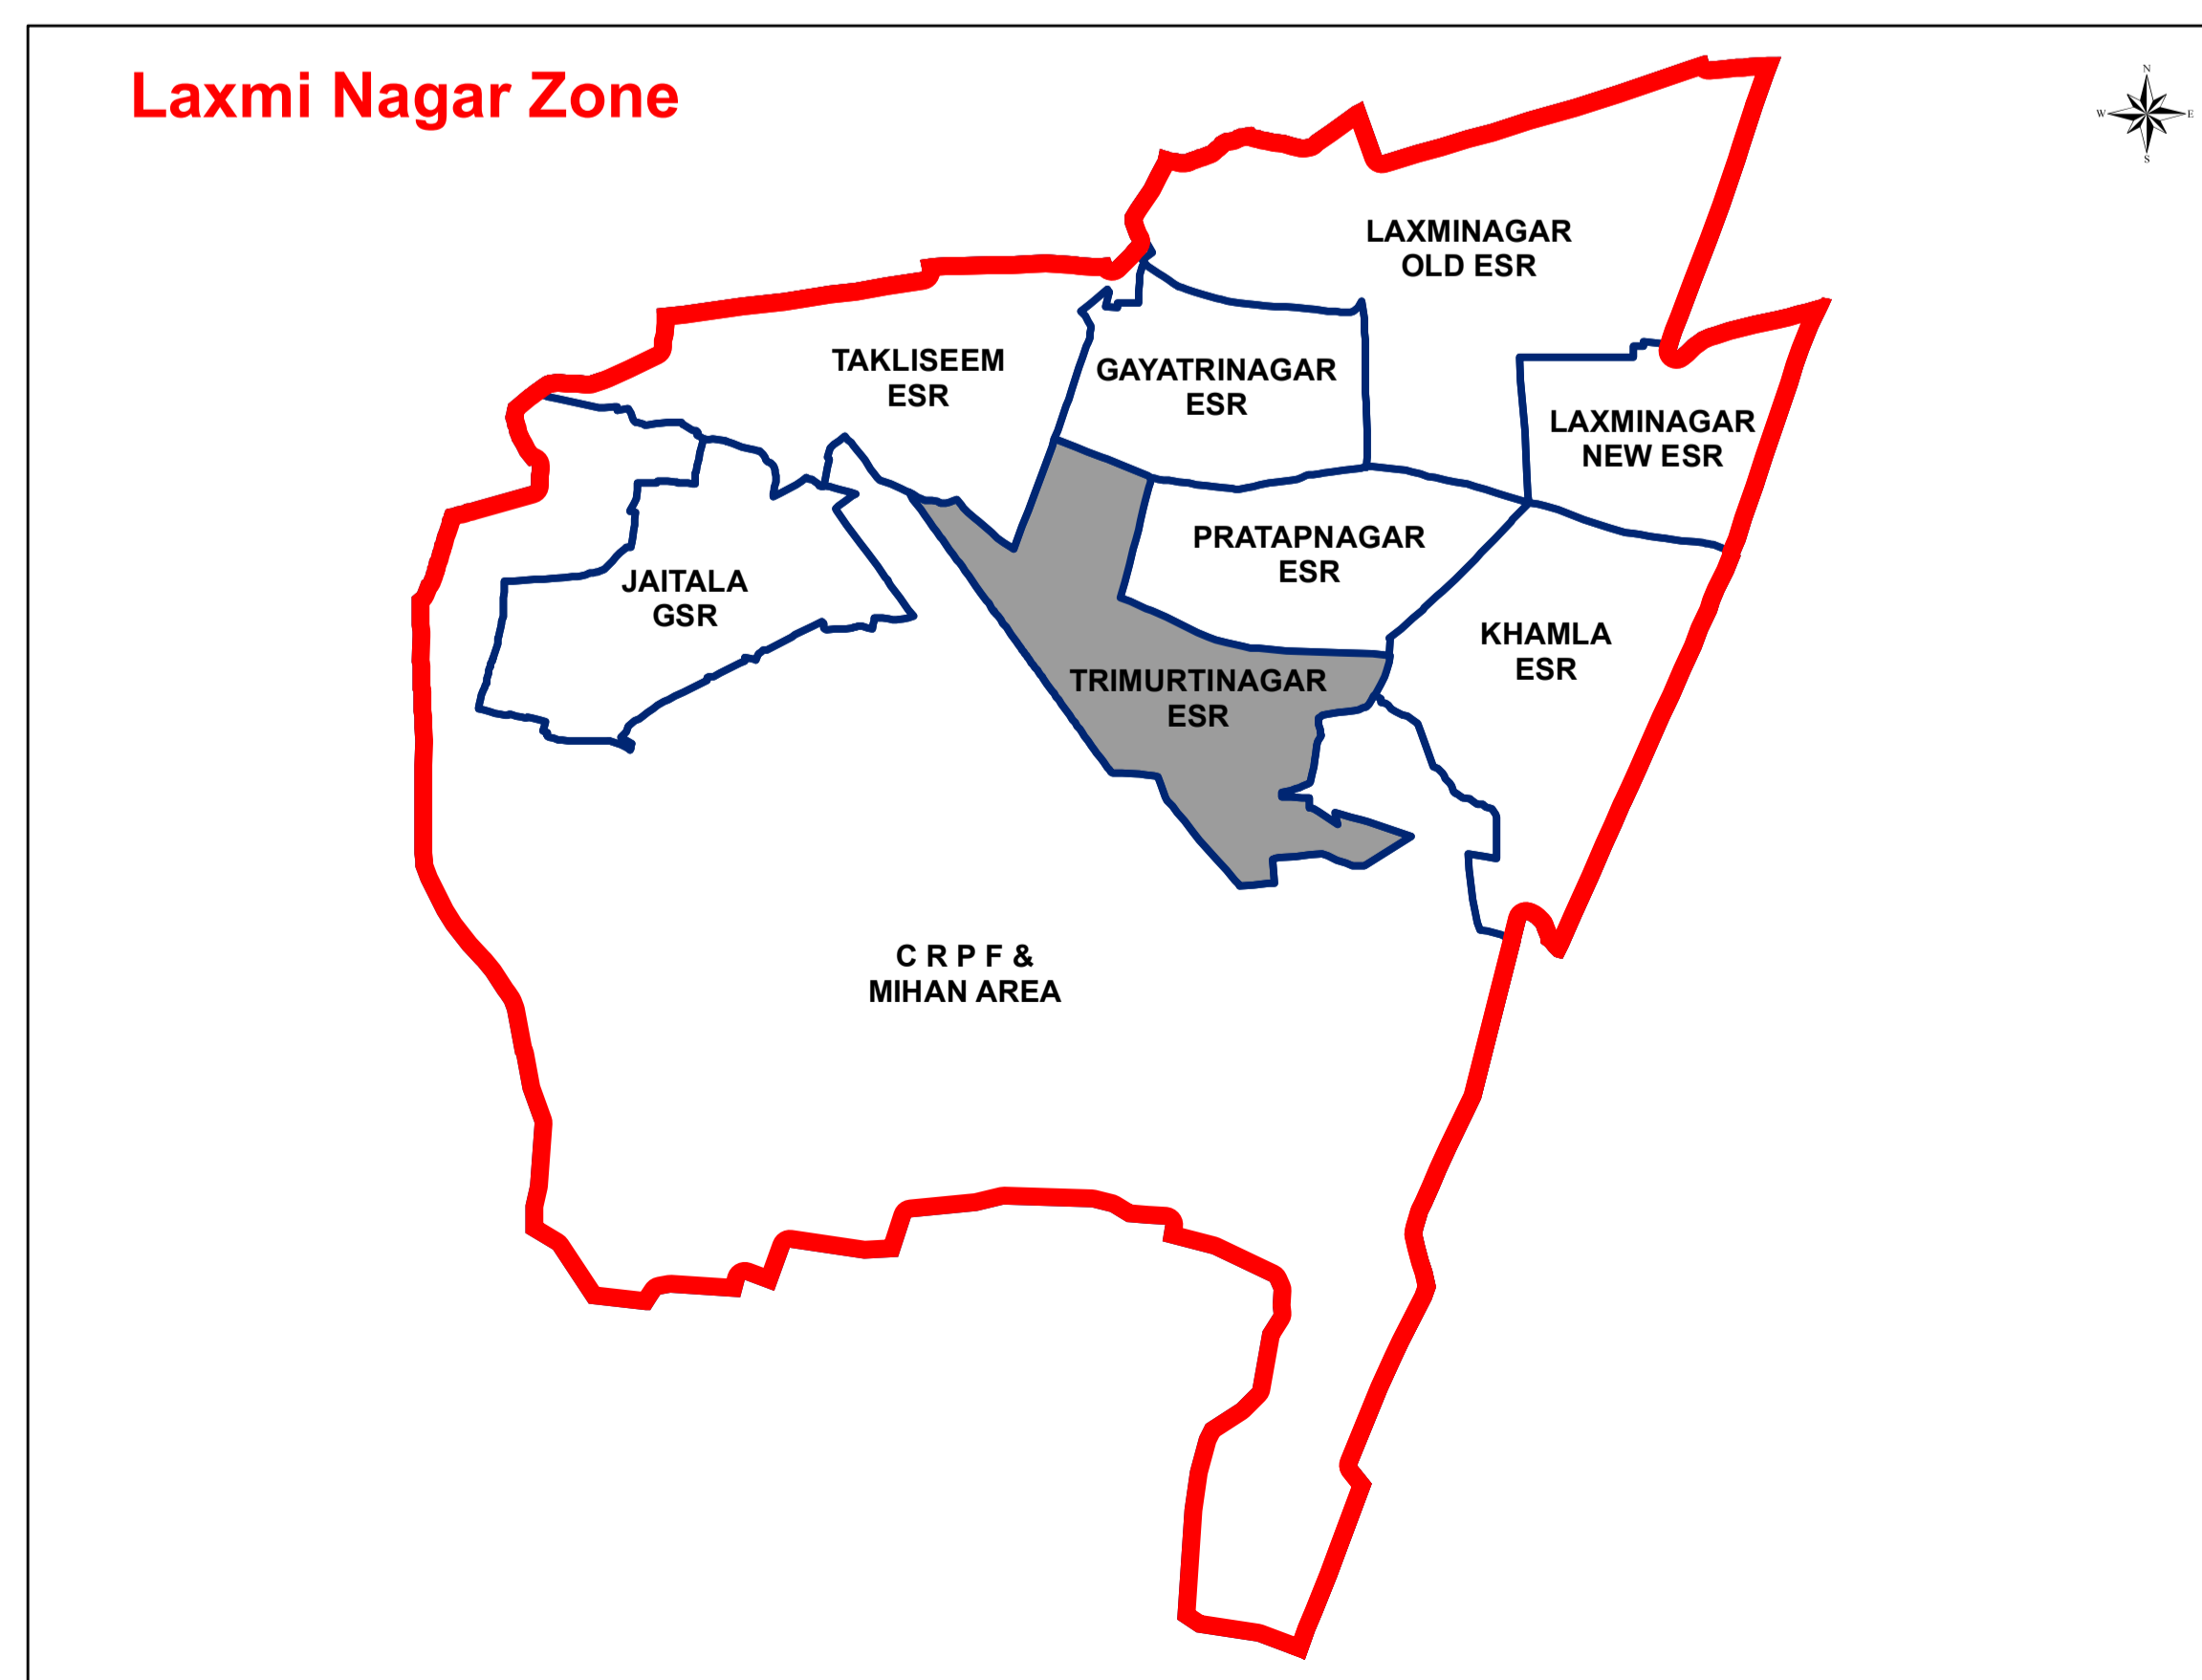 Laxmi Nagar Zone
N
W
E
S
LAXMINAGAR
OLD ESR
TAKLISEEM
ESR
GAYATRINAGAR
ESR
LAXMINAGAR
NEW ESR
PRATAPNAGAR
ESR
JAITALA
GSR
KHAMLA
ESR
TRIMURTINAGAR
ESR
C R P F &
MIHAN AREA